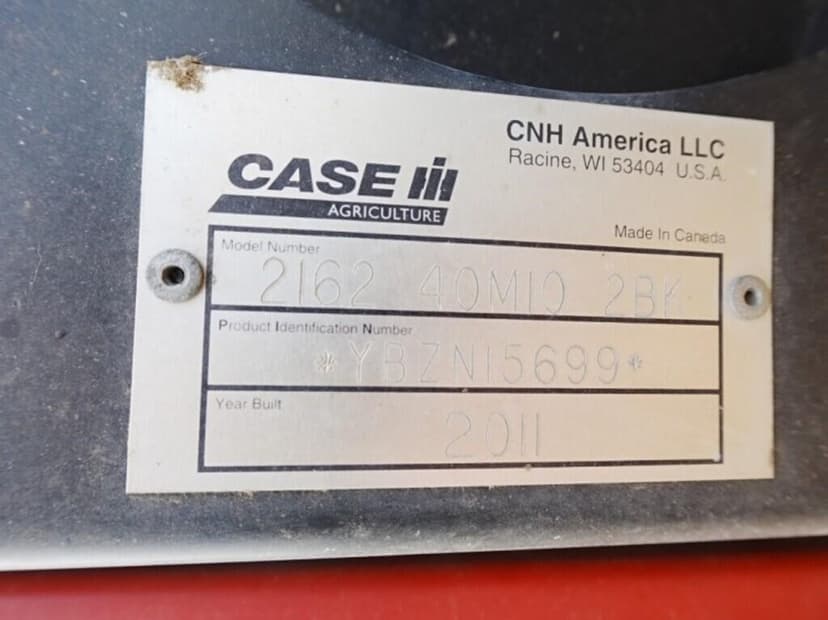 CNH America LLC
Racine, WI 53404 U.S.A.
CASE IH
AGRICULTURE
Made In Canada
Model Number
2162 40M10 2BK
Product Identification Number
*YBZN15699*
Year Built
2011